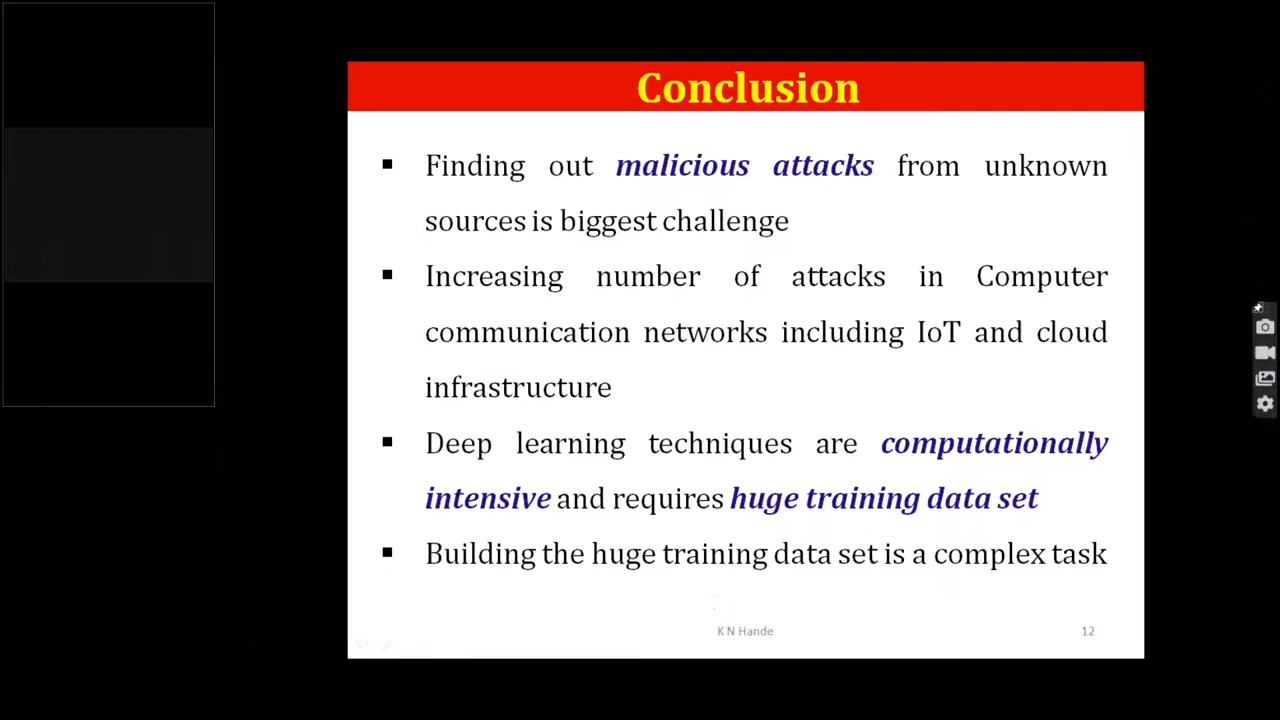 Conclusion
▪ Finding out malicious attacks from unknown
sources is biggest challenge
▪ Increasing number of attacks in Computer
communication networks including IoT and cloud
infrastructure
▪ Deep learning techniques are computationally
intensive and requires huge training data set
▪ Building the huge training data set is a complex task
K N Hande
12